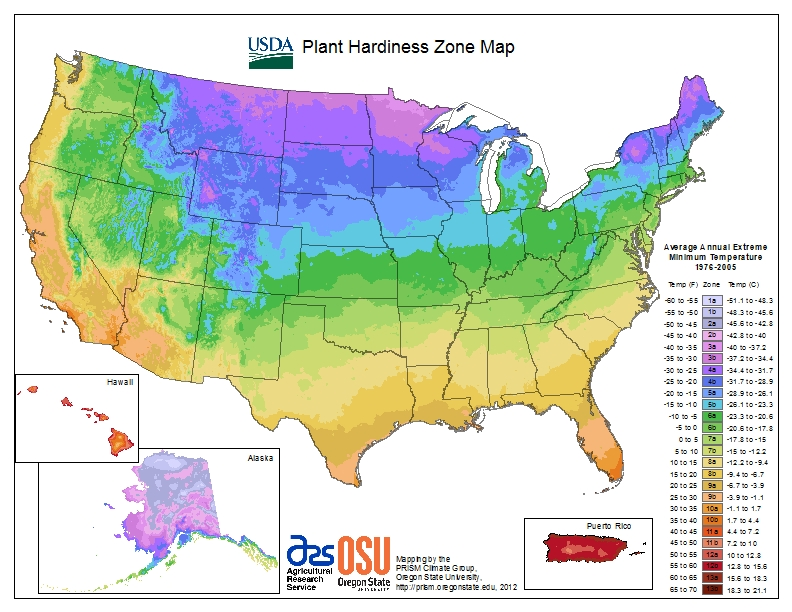 USDA
Plant Hardiness Zone Map
Average Annual Extreme
Minimum Temperature
1976-2005
Temp (F) Zone Temp (C)
-60 to -55 1a -51.1 to -48.3
-55 to -50 1b -48.3 to -45.6
-50 to -45 2a -45.6 to -42.8
-45 to -40 2b -42.8 to -40
-40 to -35 3a -40 to -37.2
-35 to -30 3b -37.2 to -34.4
-30 to -25 4a -34.4 to -31.7
-25 to -20 4b -31.7 to -28.9
-20 to -15 5a -28.9 to -26.1
-15 to -10 5b -26.1 to -23.3
-10 to -5 6a -23.3 to -20.6
-5 to 0 6b -20.6 to -17.8
0 to 5 7a -17.8 to -15
5 to 10 7b -15 to -12.2
10 to 15 8a -12.2 to -9.4
15 to 20 8b -9.4 to -6.7
20 to 25 9a -6.7 to -3.9
25 to 30 9b -3.9 to -1.1
30 to 35 10a -1.1 to 1.7
35 to 40 10b 1.7 to 4.4
40 to 45 11a 4.4 to 7.2
45 to 50 11b 7.2 to 10
50 to 55 12a 10 to 12.8
55 to 60 12b 12.8 to 15.6
60 to 65 13a 15.6 to 18.3
65 to 70 13b 18.3 to 21.1
Hawaii
Alaska
Puerto Rico
ars
Agricultural
Research
Service
OSU
Oregon State
UNIVERSITY
Mapping by the
PRISM Climate Group,
Oregon State University,
http://prism.oregonstate.edu, 2012